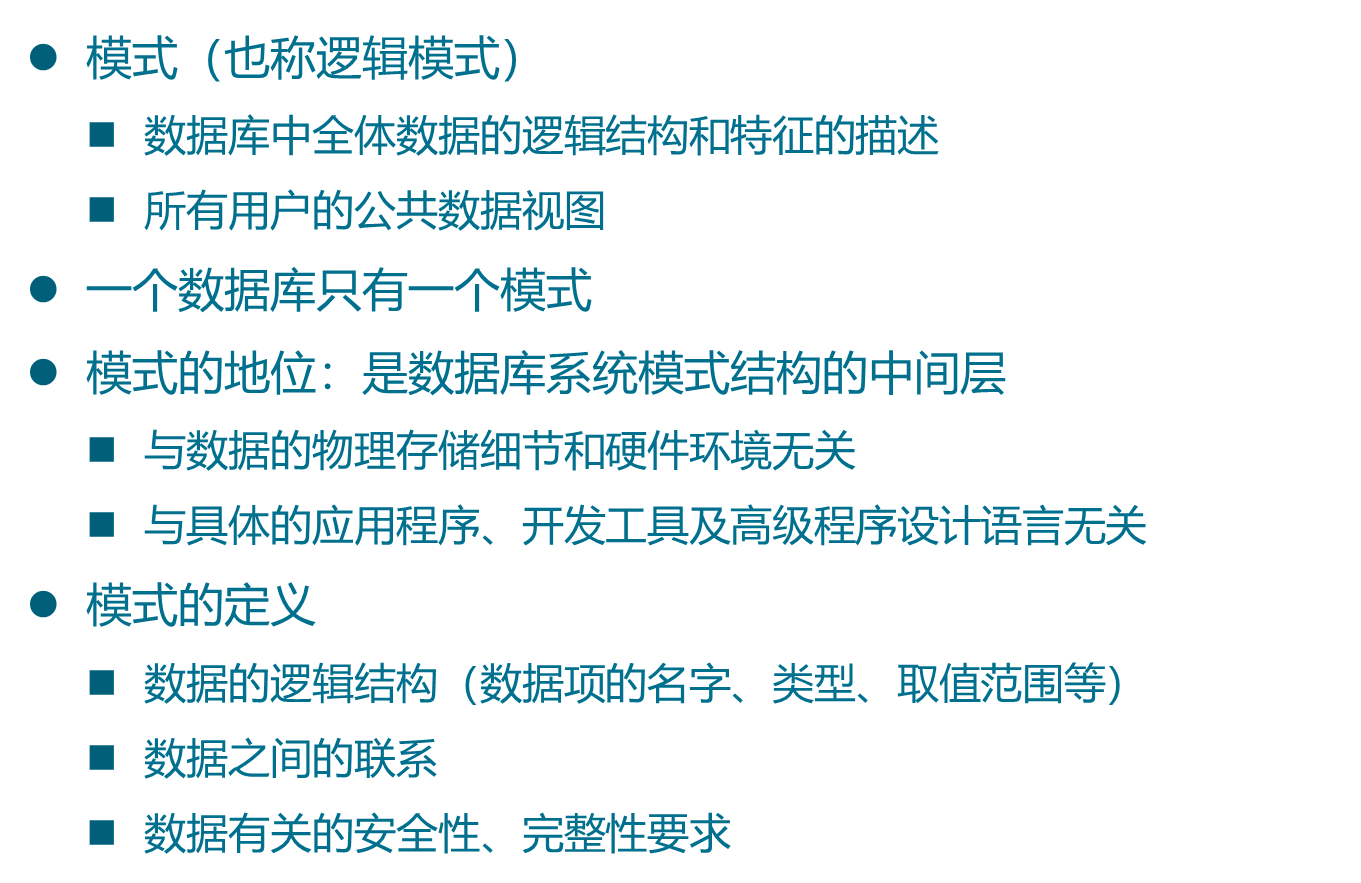 ● 模式（也称逻辑模式）
■ 数据库中全体数据的逻辑结构和特征的描述
■ 所有用户的公共数据视图
● 一个数据库只有一个模式
● 模式的地位：是数据库系统模式结构的中间层
■ 与数据的物理存储细节和硬件环境无关
■ 与具体的应用程序、开发工具及高级程序设计语言无关
● 模式的定义
■ 数据的逻辑结构（数据项的名字、类型、取值范围等）
■ 数据之间的联系
■ 数据有关的安全性、完整性要求